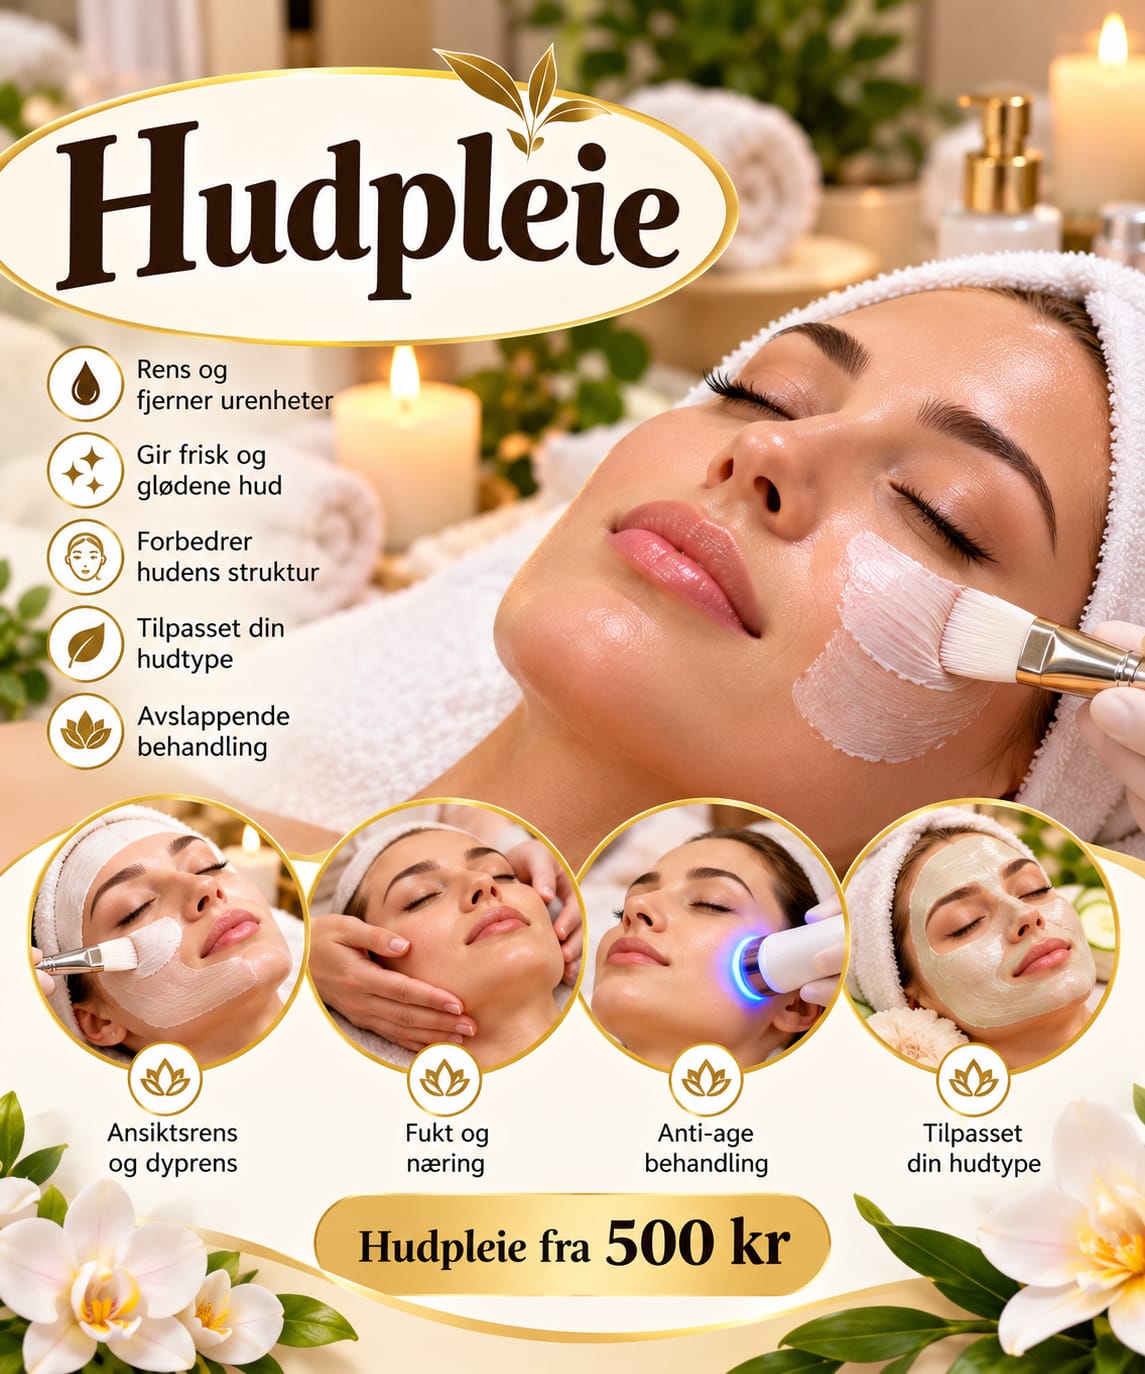 Hudpleie
Rens og
fjerner urenheter
Gir frisk og
glødene hud
Forbedrer
hudens struktur
Tilpasset din
hudtype
Avslappende
behandling
Ansiktsrens
og dyprens
Fukt og
næring
Anti-age
behandling
Tilpasset
din hudtype
Hudpleie fra 500 kr